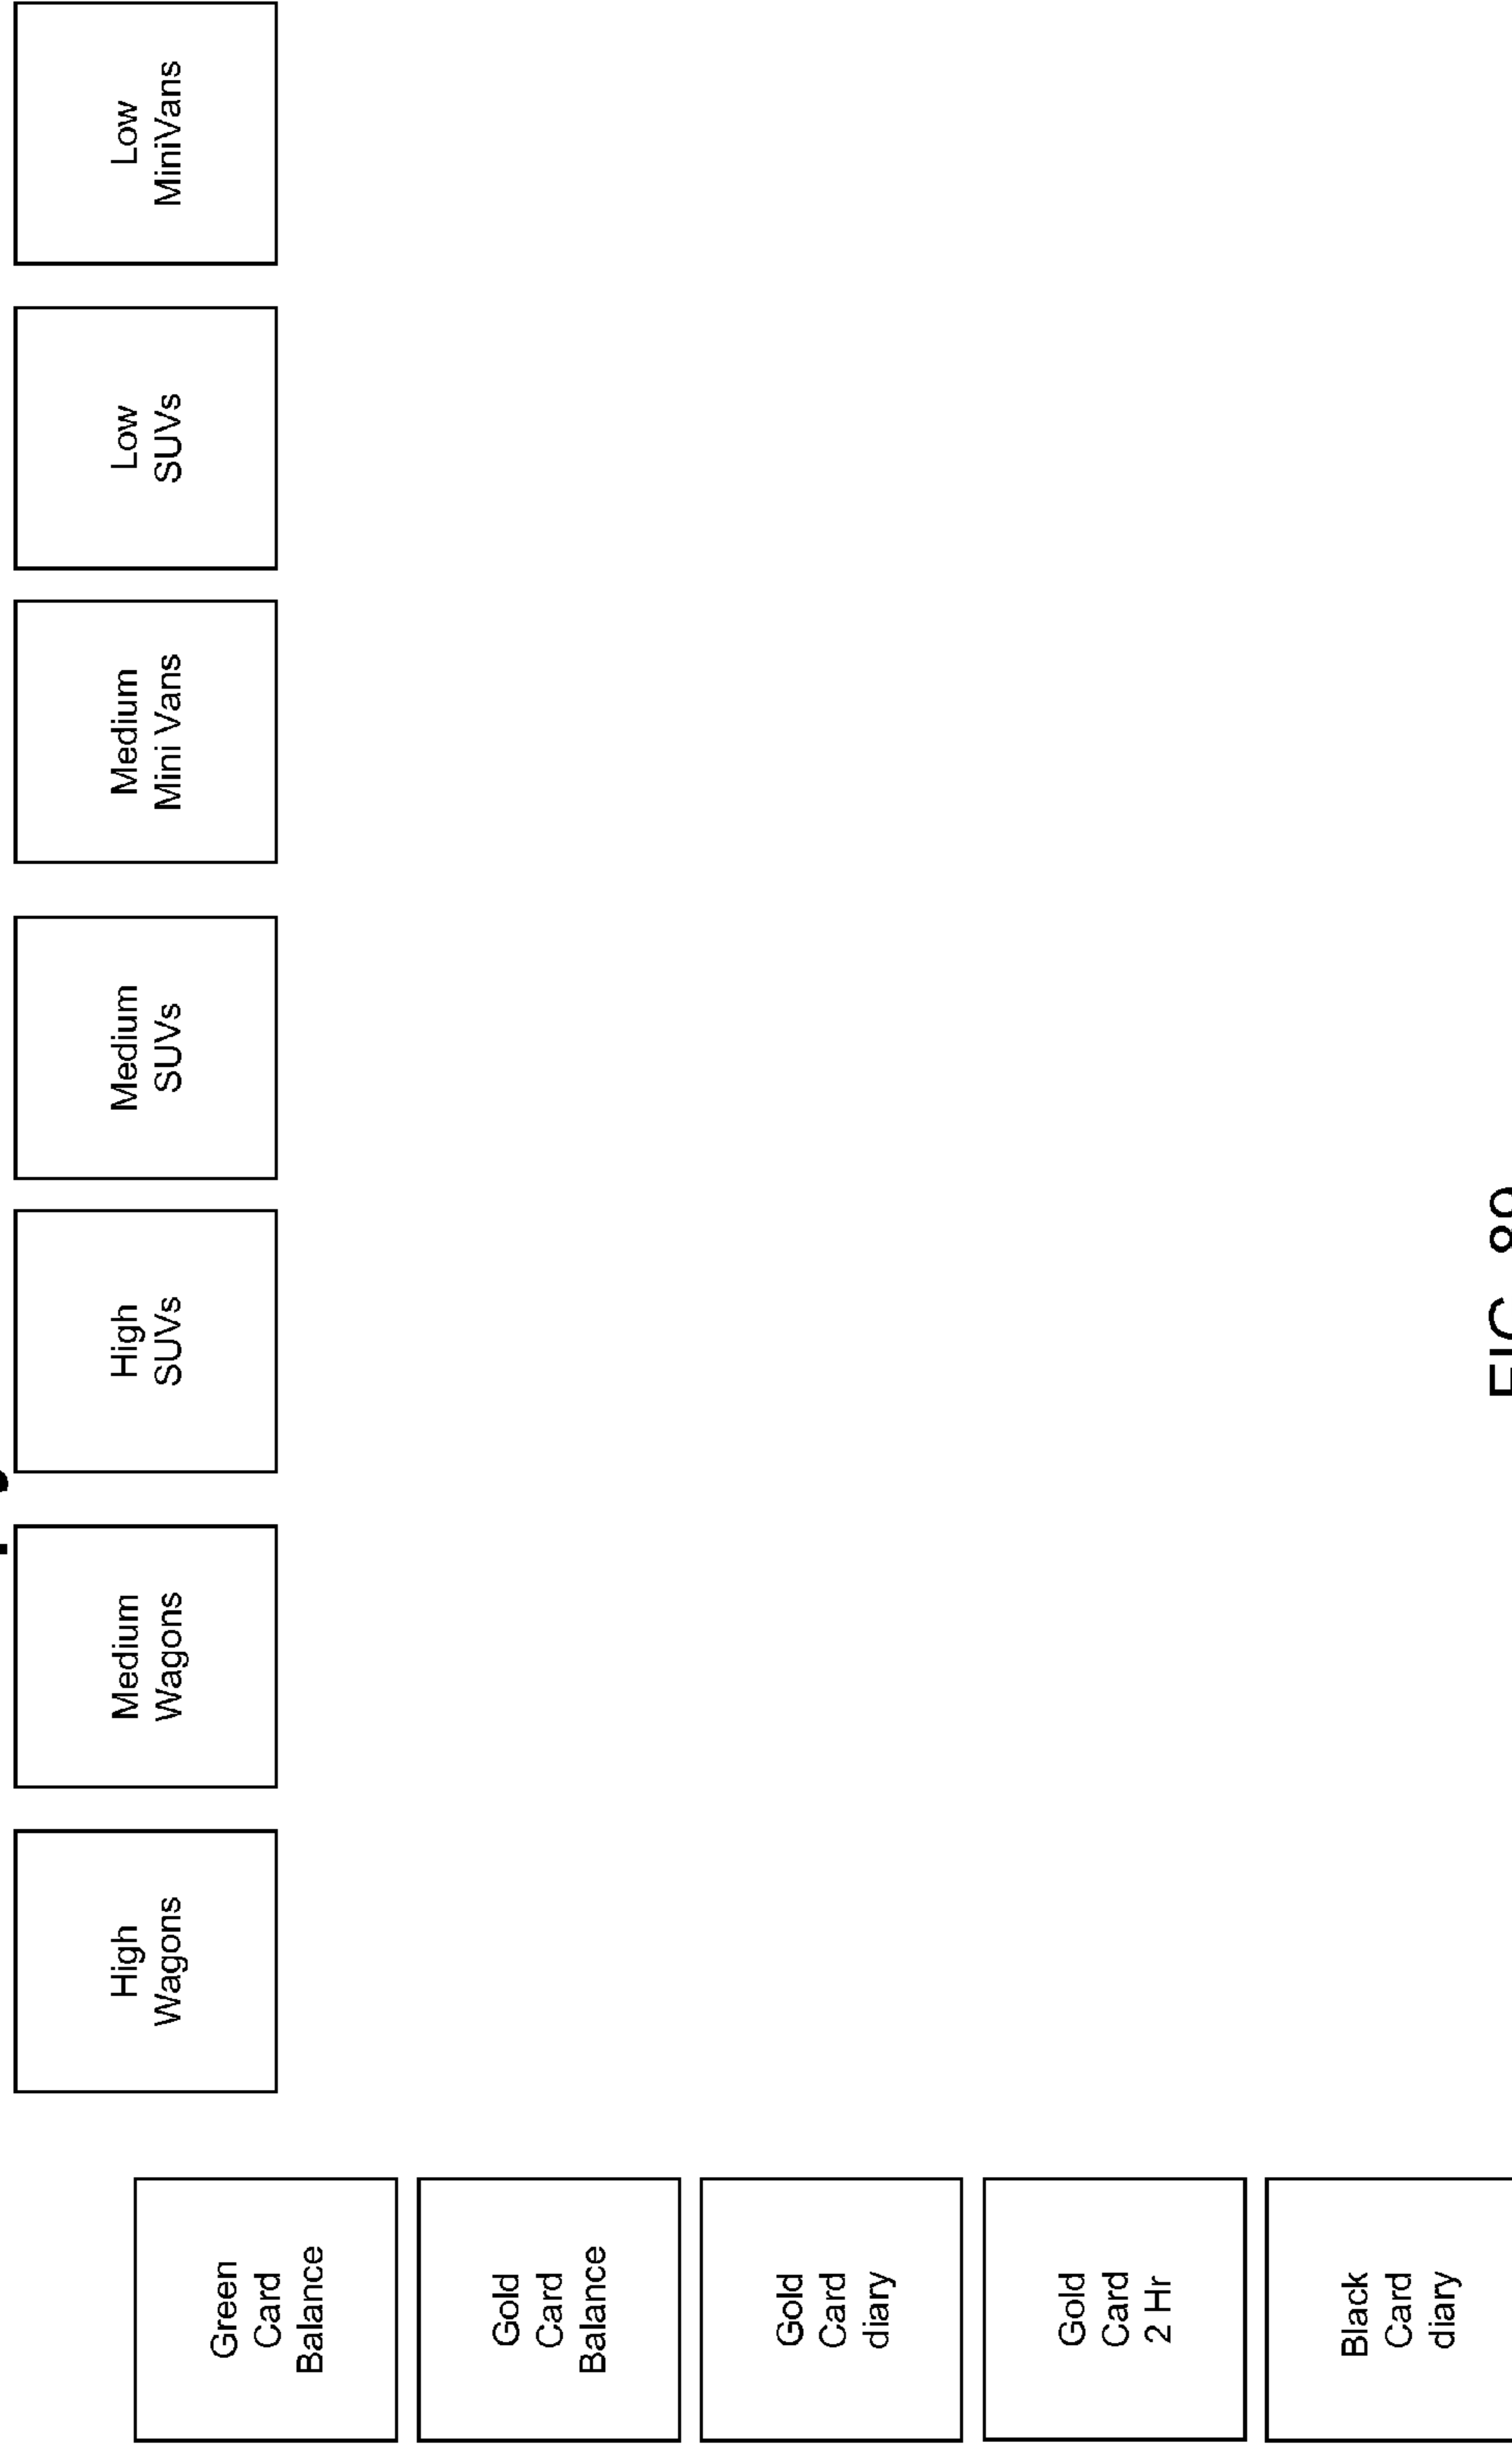 High
Wagons
Medium
Wagons
High
SUVs
Medium
SUVs
Medium
Mini Vans
Low
SUVs
Low
MiniVans
Green
Card
Balance
Gold
Card
Balance
Gold
Card
diary
Gold
Card
2 Hr
Black
Card
diary